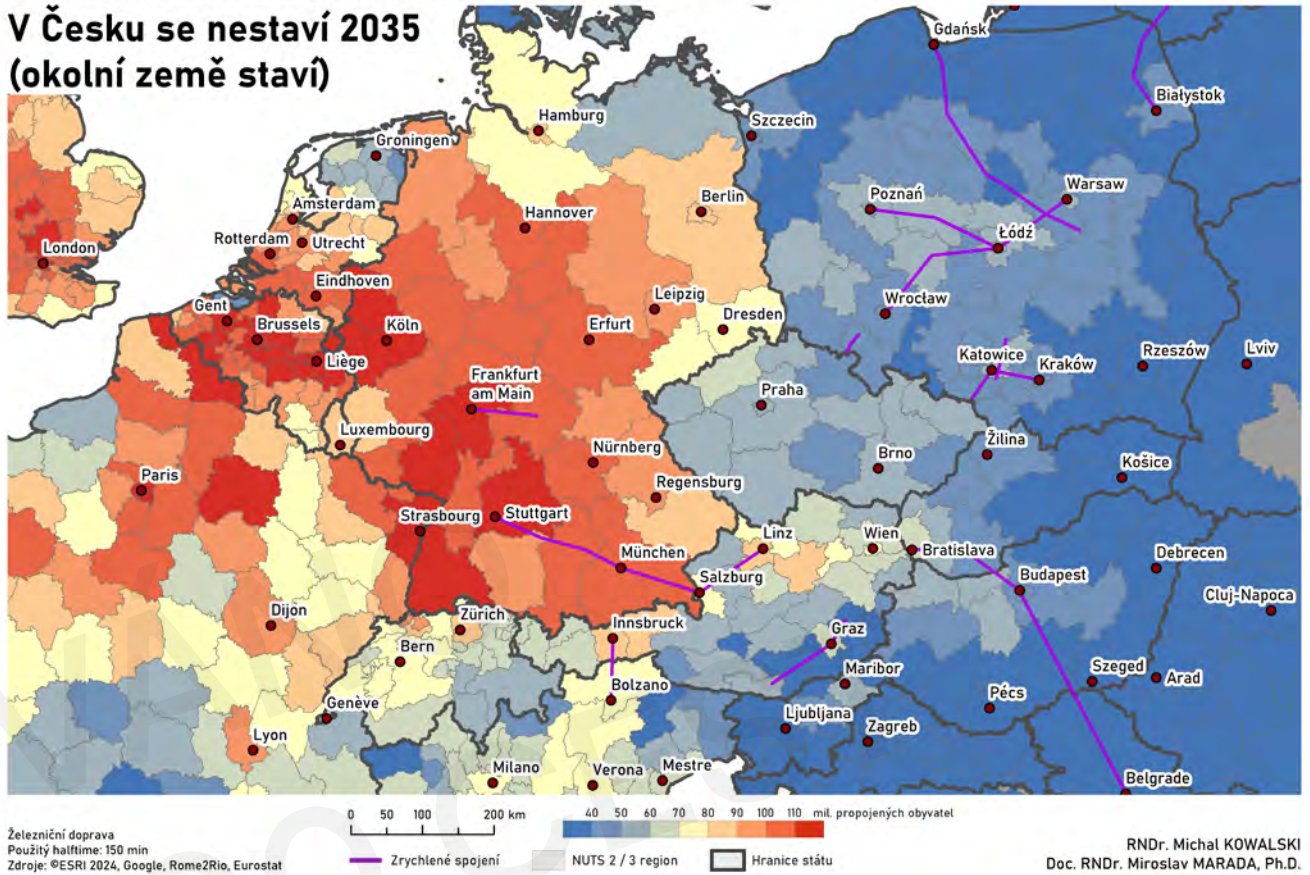 V Česku se nestaví 2035
(okolní země staví)
Gdańsk
Białystok
Hamburg
Szczecin
Groningen
Berlin
Poznań
Warsaw
Amsterdam
Hannover
Rotterdam
Utrecht
London
Łódź
Eindhoven
Leipzig
Wrocław
Gent
Brussels
Köln
Erfurt
Dresden
Liège
Katowice
Kraków
Rzeszów
Lviv
Frankfurt
am Main
Praha
Luxembourg
Nürnberg
Brno
Žilina
Košice
Paris
Regensburg
Strasbourg
Stuttgart
Linz
Wien
Bratislava
München
Debrecen
Salzburg
Budapest
Cluj-Napoca
Dijon
Zürich
Innsbruck
Graz
Bern
Maribor
Szeged
Arad
Bolzano
Pécs
Genève
Ljubljana
Zagreb
Lyon
Milano
Verona
Mestre
Belgrade
0 50 100 200 km
40 50 60 70 80 90 100 110 mil. propojených obyvatel
Železniční doprava
Použitý halftime: 150 min
Zdroje: ©ESRI 2024, Google, Rome2Rio, Eurostat
Zrychlené spojení
NUTS 2 / 3 region
Hranice státu
RNDr. Michal KOWALSKI
Doc. RNDr. Miroslav MARADA, Ph.D.